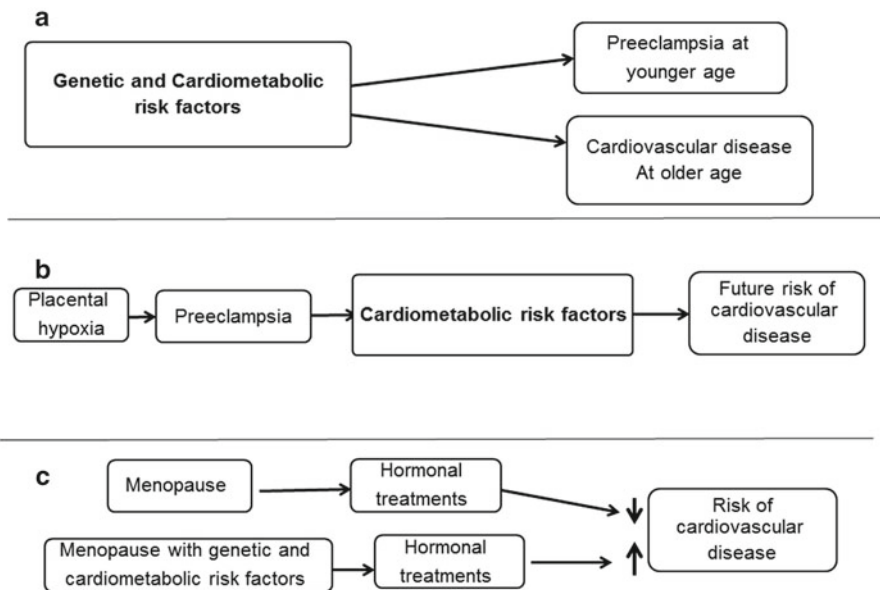 a
Genetic and Cardiometabolic
risk factors
Preeclampsia at
younger age
Cardiovascular disease
At older age
b
Placental
hypoxia
Preeclampsia
Cardiometabolic risk factors
Future risk of
cardiovascular
disease
c
Menopause
Hormonal
treatments
Risk of
cardiovascular
disease
Menopause with genetic and
cardiometabolic risk factors
Hormonal
treatments